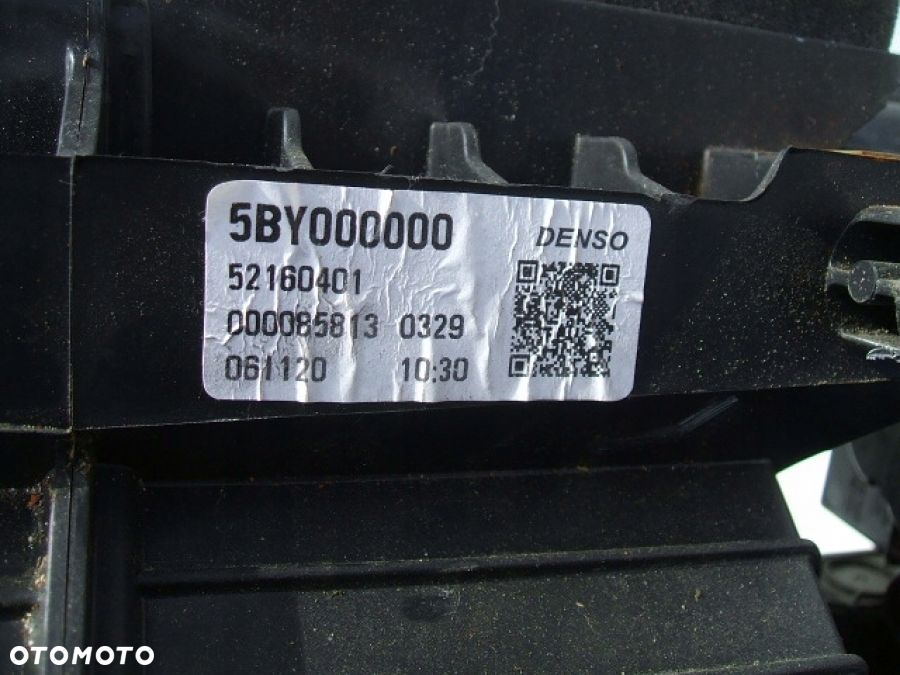 5BY000000
DENSO
52160401
000085813 0329
061120 10:30
OTOMOTO